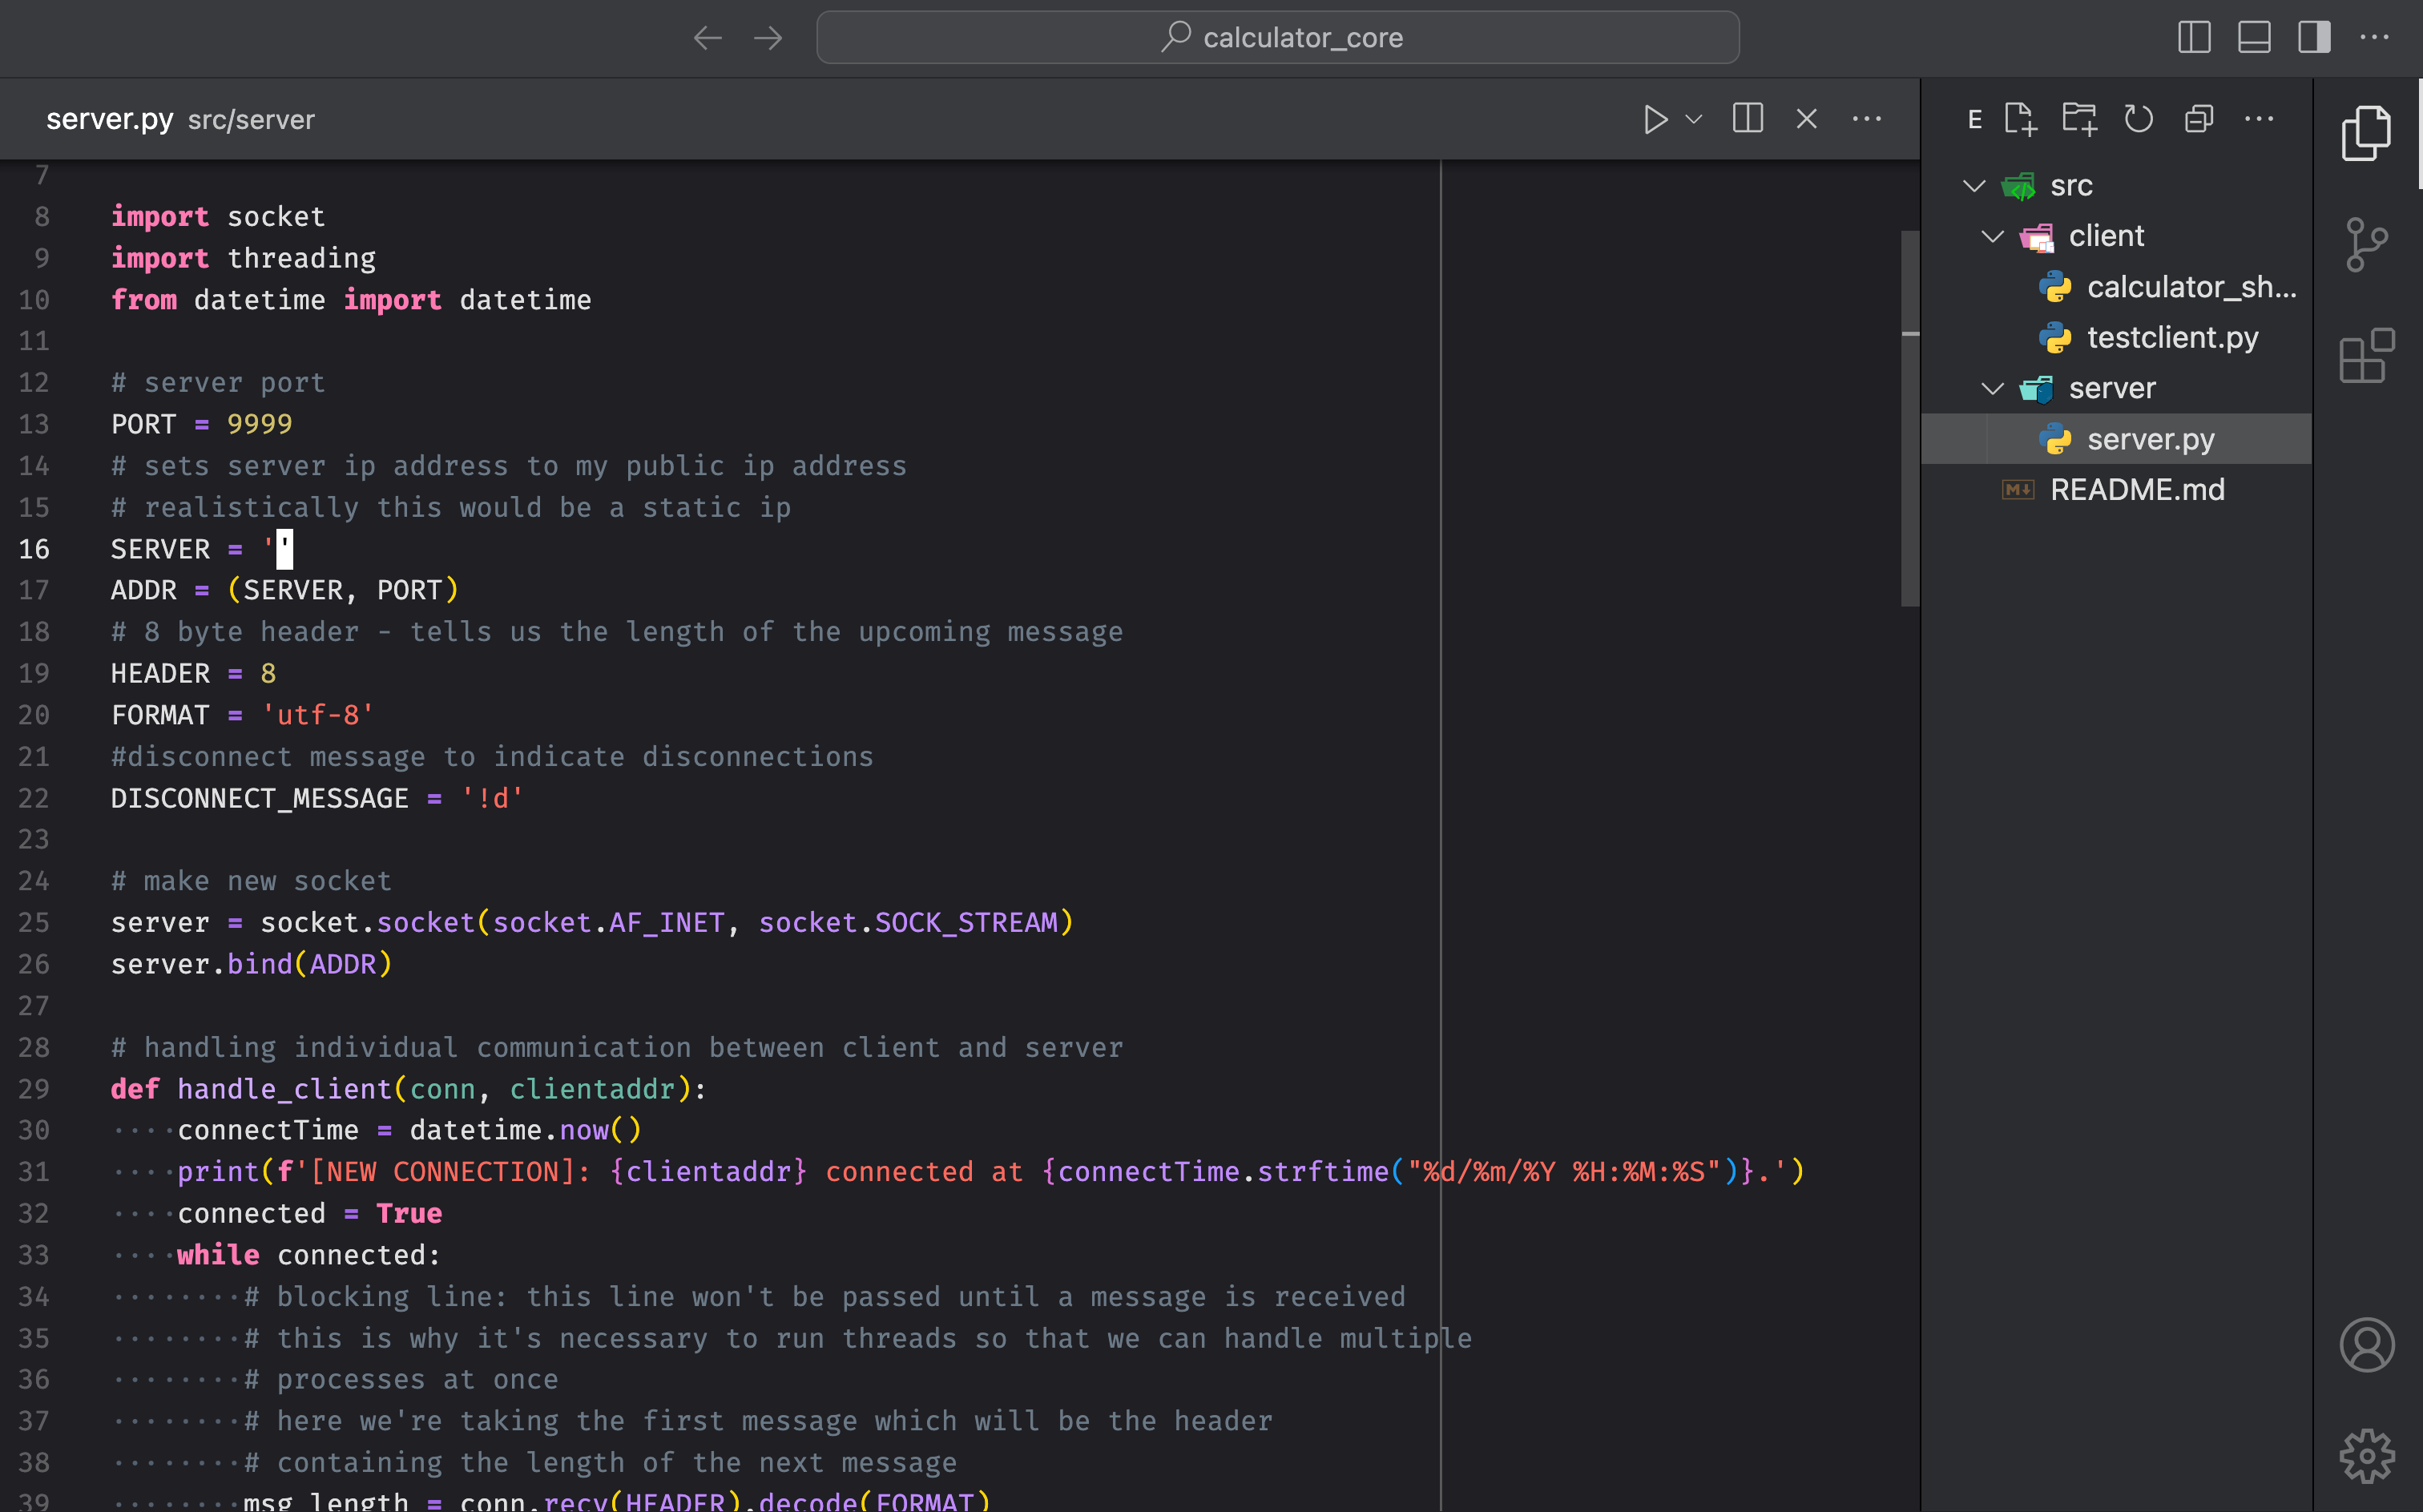 calculator_core
server.py src/server
7
8 import socket
9 import threading
10 from datetime import datetime
11
12 # server port
13 PORT = 9999
14 # sets server ip address to my public ip address
15 # realistically this would be a static ip
16 SERVER = ''
17 ADDR = (SERVER, PORT)
18 # 8 byte header - tells us the length of the upcoming message
19 HEADER = 8
20 FORMAT = 'utf-8'
21 #disconnect message to indicate disconnections
22 DISCONNECT_MESSAGE = '!d'
23
24 # make new socket
25 server = socket.socket(socket.AF_INET, socket.SOCK_STREAM)
26 server.bind(ADDR)
27
28 # handling individual communication between client and server
29 def handle_client(conn, clientaddr):
30 ····connectTime = datetime.now()
31 ····print(f'[NEW CONNECTION]: {clientaddr} connected at {connectTime.strftime("%d/%m/%Y %H:%M:%S")}.')
32 ····connected = True
33 ····while connected:
34 ········# blocking line: this line won't be passed until a message is received
35 ········# this is why it's necessary to run threads so that we can handle multiple
36 ········# processes at once
37 ········# here we're taking the first message which will be the header
38 ········# containing the length of the next message
39 ········msg_length = conn.recv(HEADER).decode(FORMAT)
E
src
client
calculator_sh...
testclient.py
server
server.py
README.md